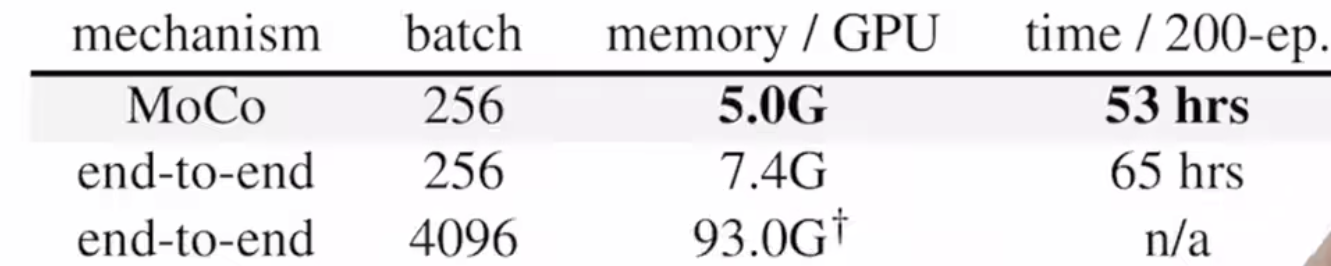 mechanism batch memory / GPU time / 200-ep.
MoCo 256 5.0G 53 hrs
end-to-end 256 7.4G 65 hrs
end-to-end 4096 93.0G† n/a